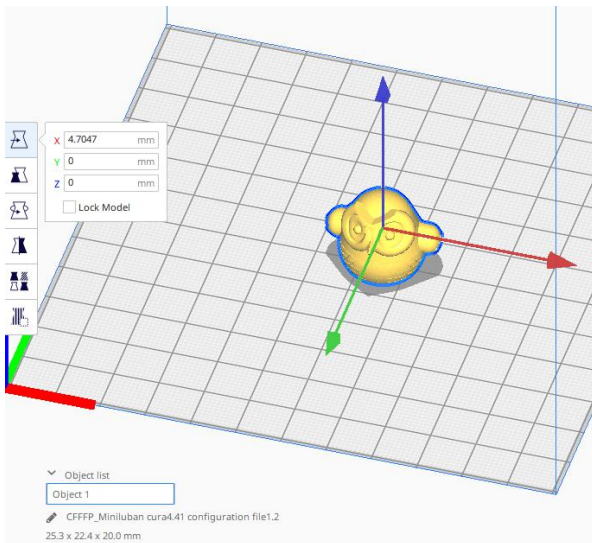 X 4.7047 mm
Y 0 mm
Z 0 mm
Lock Model
Object list
Object 1
CFFFP_Miniluban cura4.41 configuration file1.2
25.3 x 22.4 x 20.0 mm